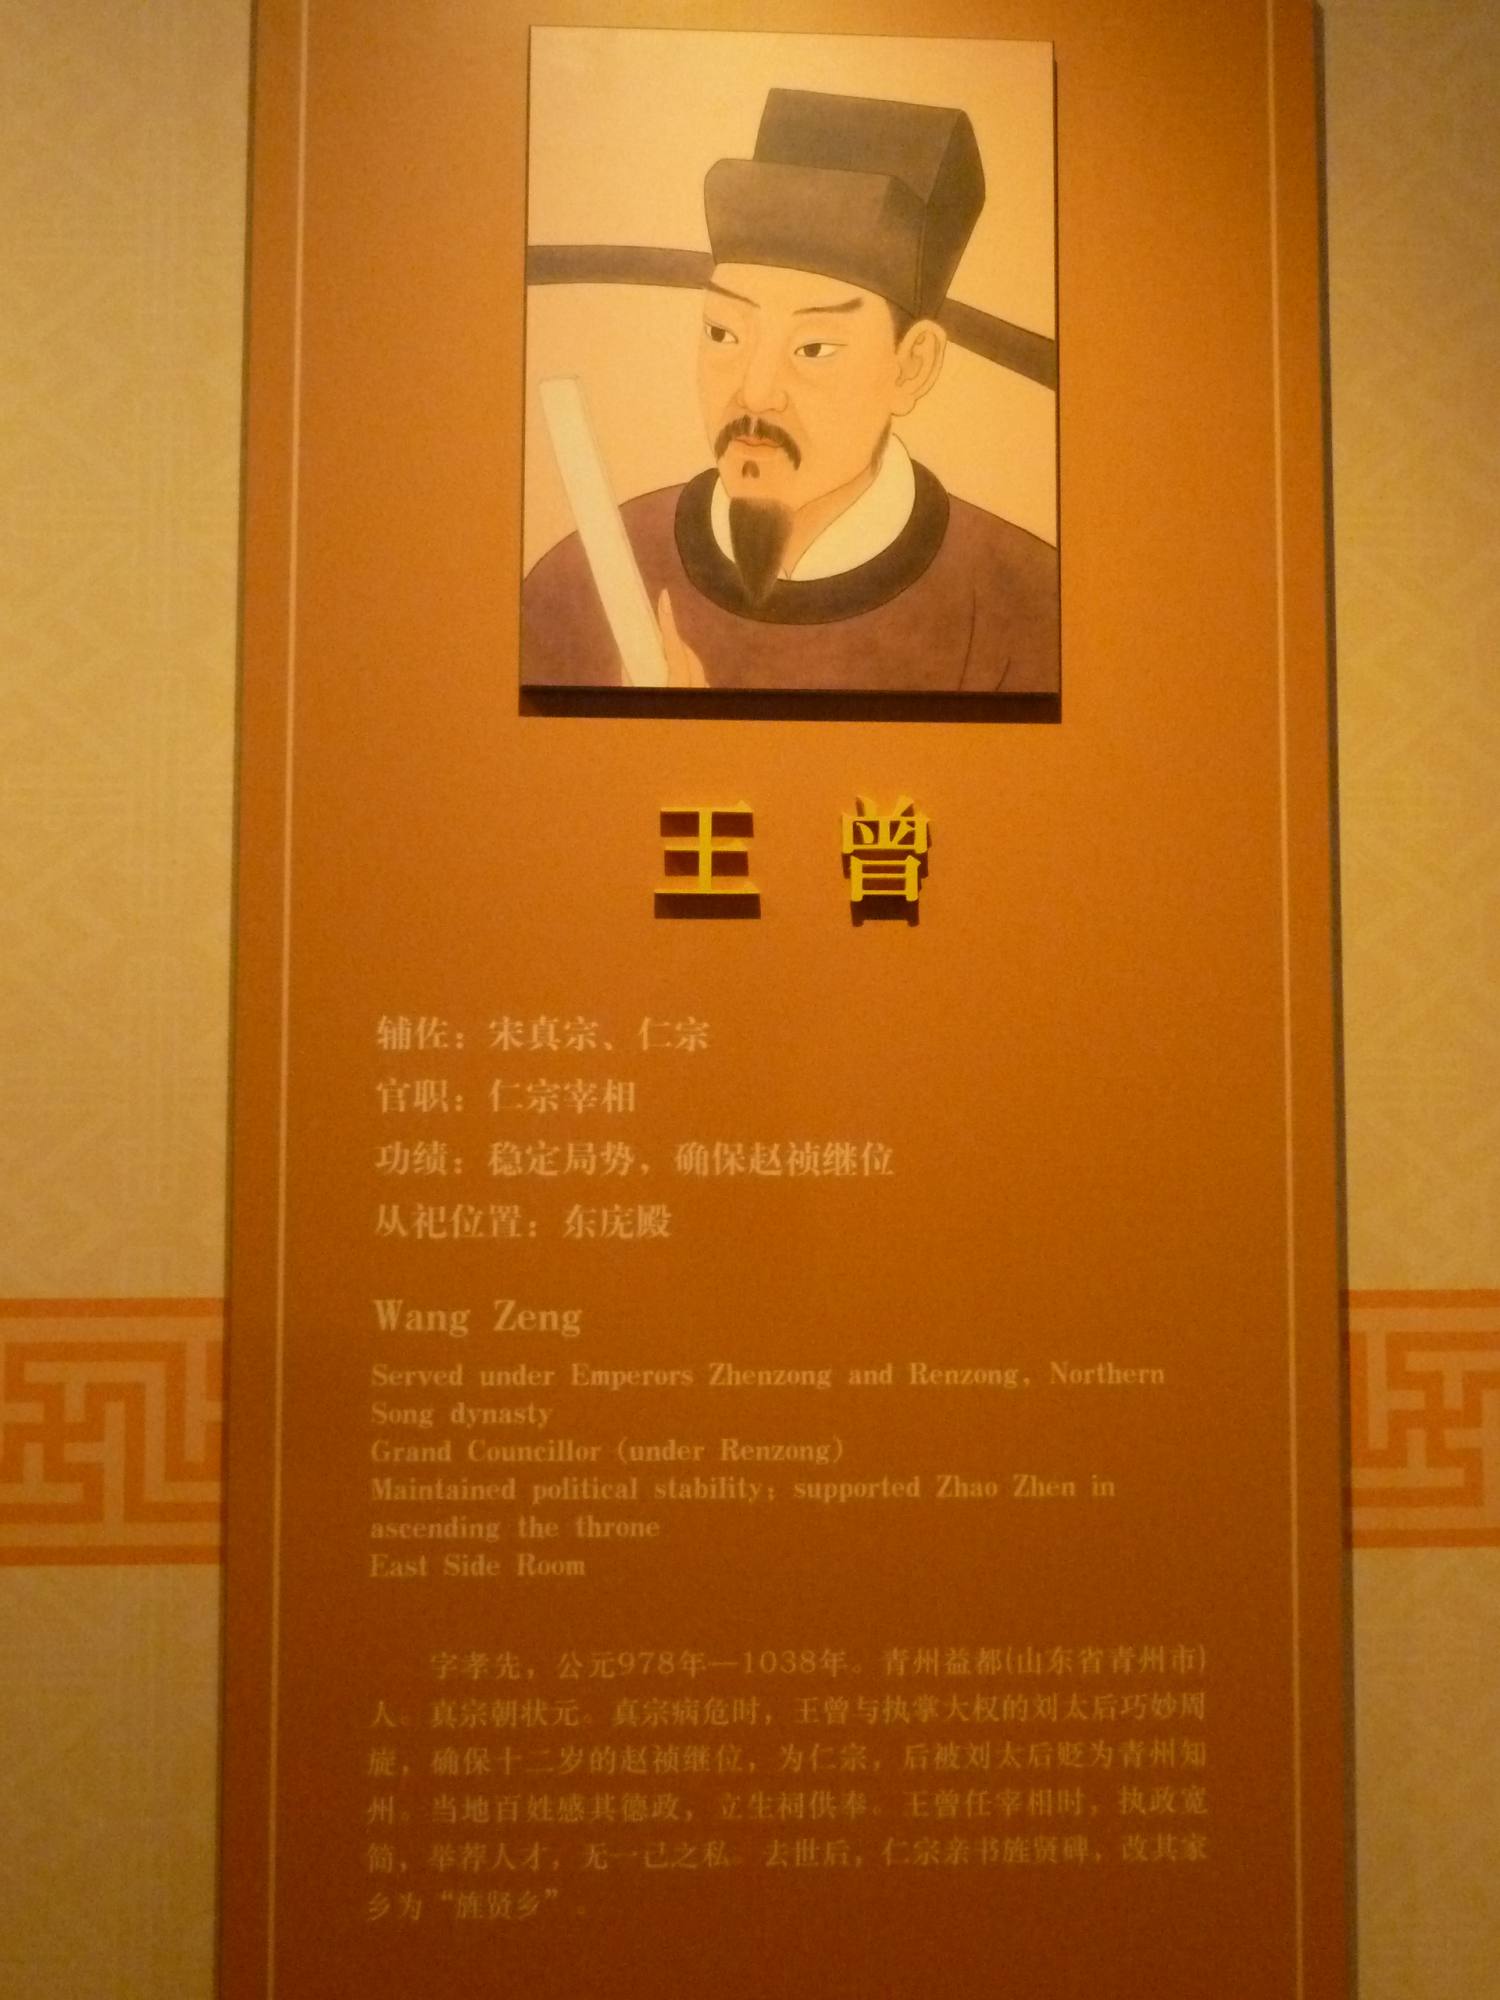 王曾
辅佐：宋真宗、仁宗
官职：仁宗宰相
功绩：稳定局势，确保赵祯继位
从祀位置：东庑殿
Wang Zeng
Served under Emperors Zhenzong and Renzong, Northern
Song dynasty
Grand Councillor (under Renzong)
Maintained political stability; supported Zhao Zhen in
ascending the throne
East Side Room
字孝先，公元978年—1038年。青州益都(山东省青州市)
人。真宗朝状元。真宗病危时，王曾与执掌大权的刘太后巧妙周
旋，确保十二岁的赵祯继位，为仁宗，后被刘太后贬为青州知
州。当地百姓感其德政，立生祠供奉。王曾任宰相时，执政宽
简，举荐人才，无一己之私。去世后，仁宗亲书旌贤碑，改其家
乡为“旌贤乡”。